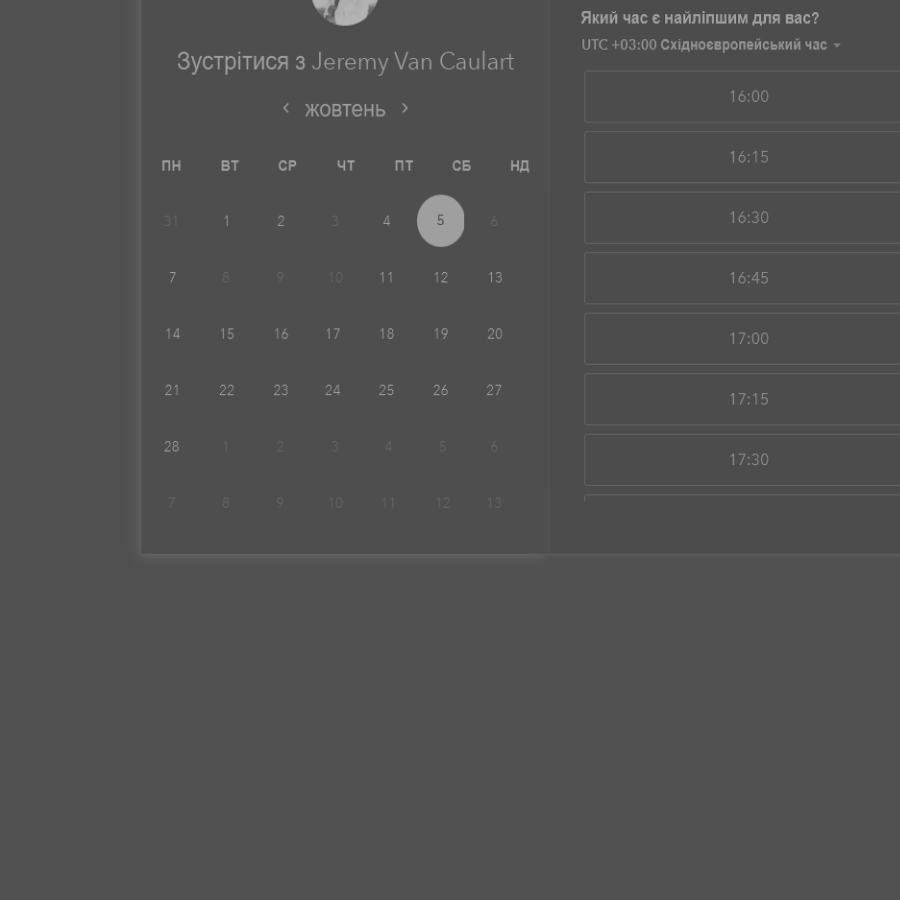 Зустрітися з Jeremy Van Caulart
жовтень
ПН ВТ СР ЧТ ПТ СБ НД
31 1 2 3 4 5 6
7 8 9 10 11 12 13
14 15 16 17 18 19 20
21 22 23 24 25 26 27
28 1 2 3 4 5 6
7 8 9 10 11 12 13
Який час є найліпшим для вас?
UTC +03:00 Східноєвропейський час
16:00
16:15
16:30
16:45
17:00
17:15
17:30